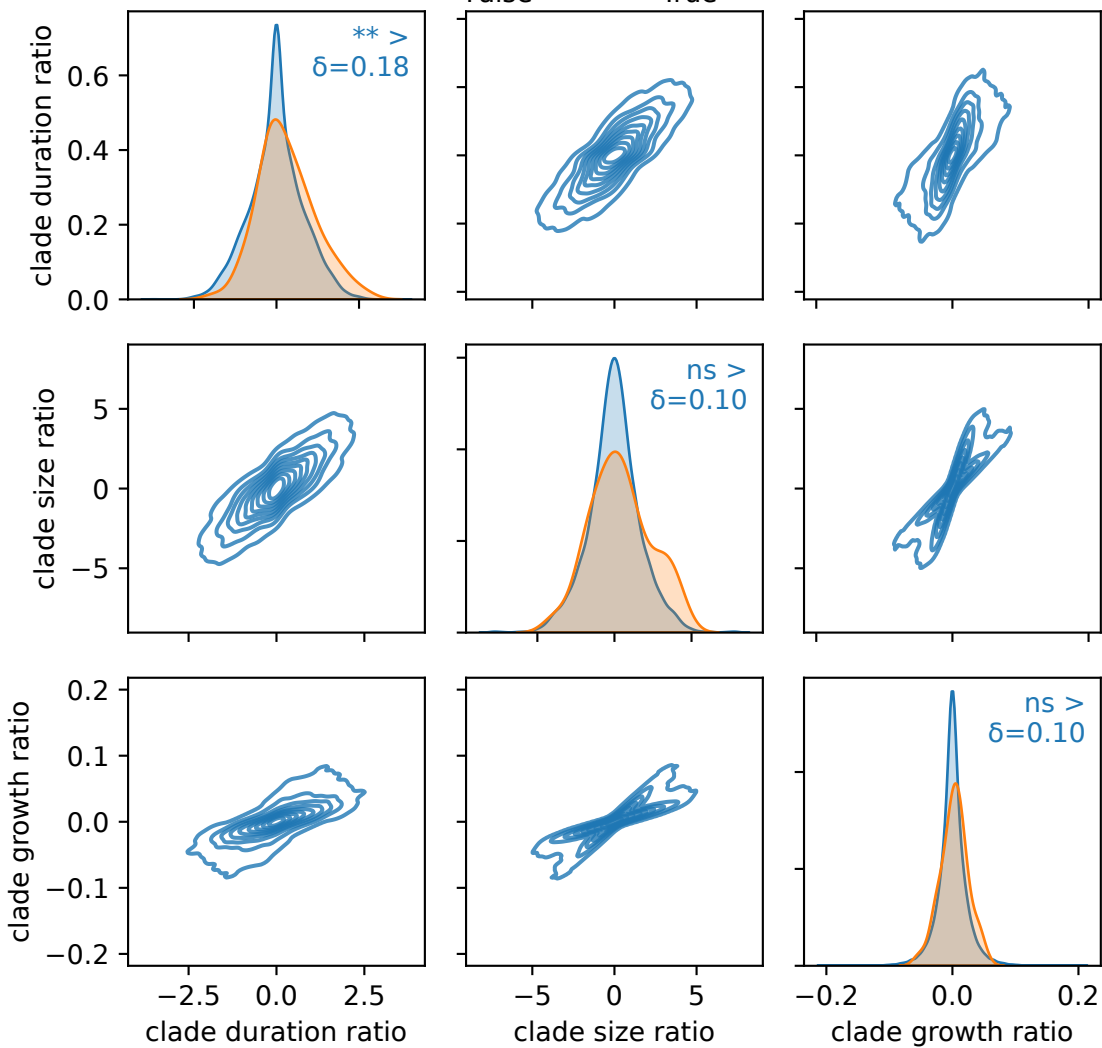 True
clade duration ratio
0.6
0.4
0.2
0.0
** >
δ=0.18
clade size ratio
5
0
−5
ns >
δ=0.10
clade growth ratio
0.2
0.1
0.0
−0.1
−0.2
ns >
δ=0.10
−2.5
0.0
2.5
−5
0
5
−0.2
0.0
0.2
clade duration ratio
clade size ratio
clade growth ratio